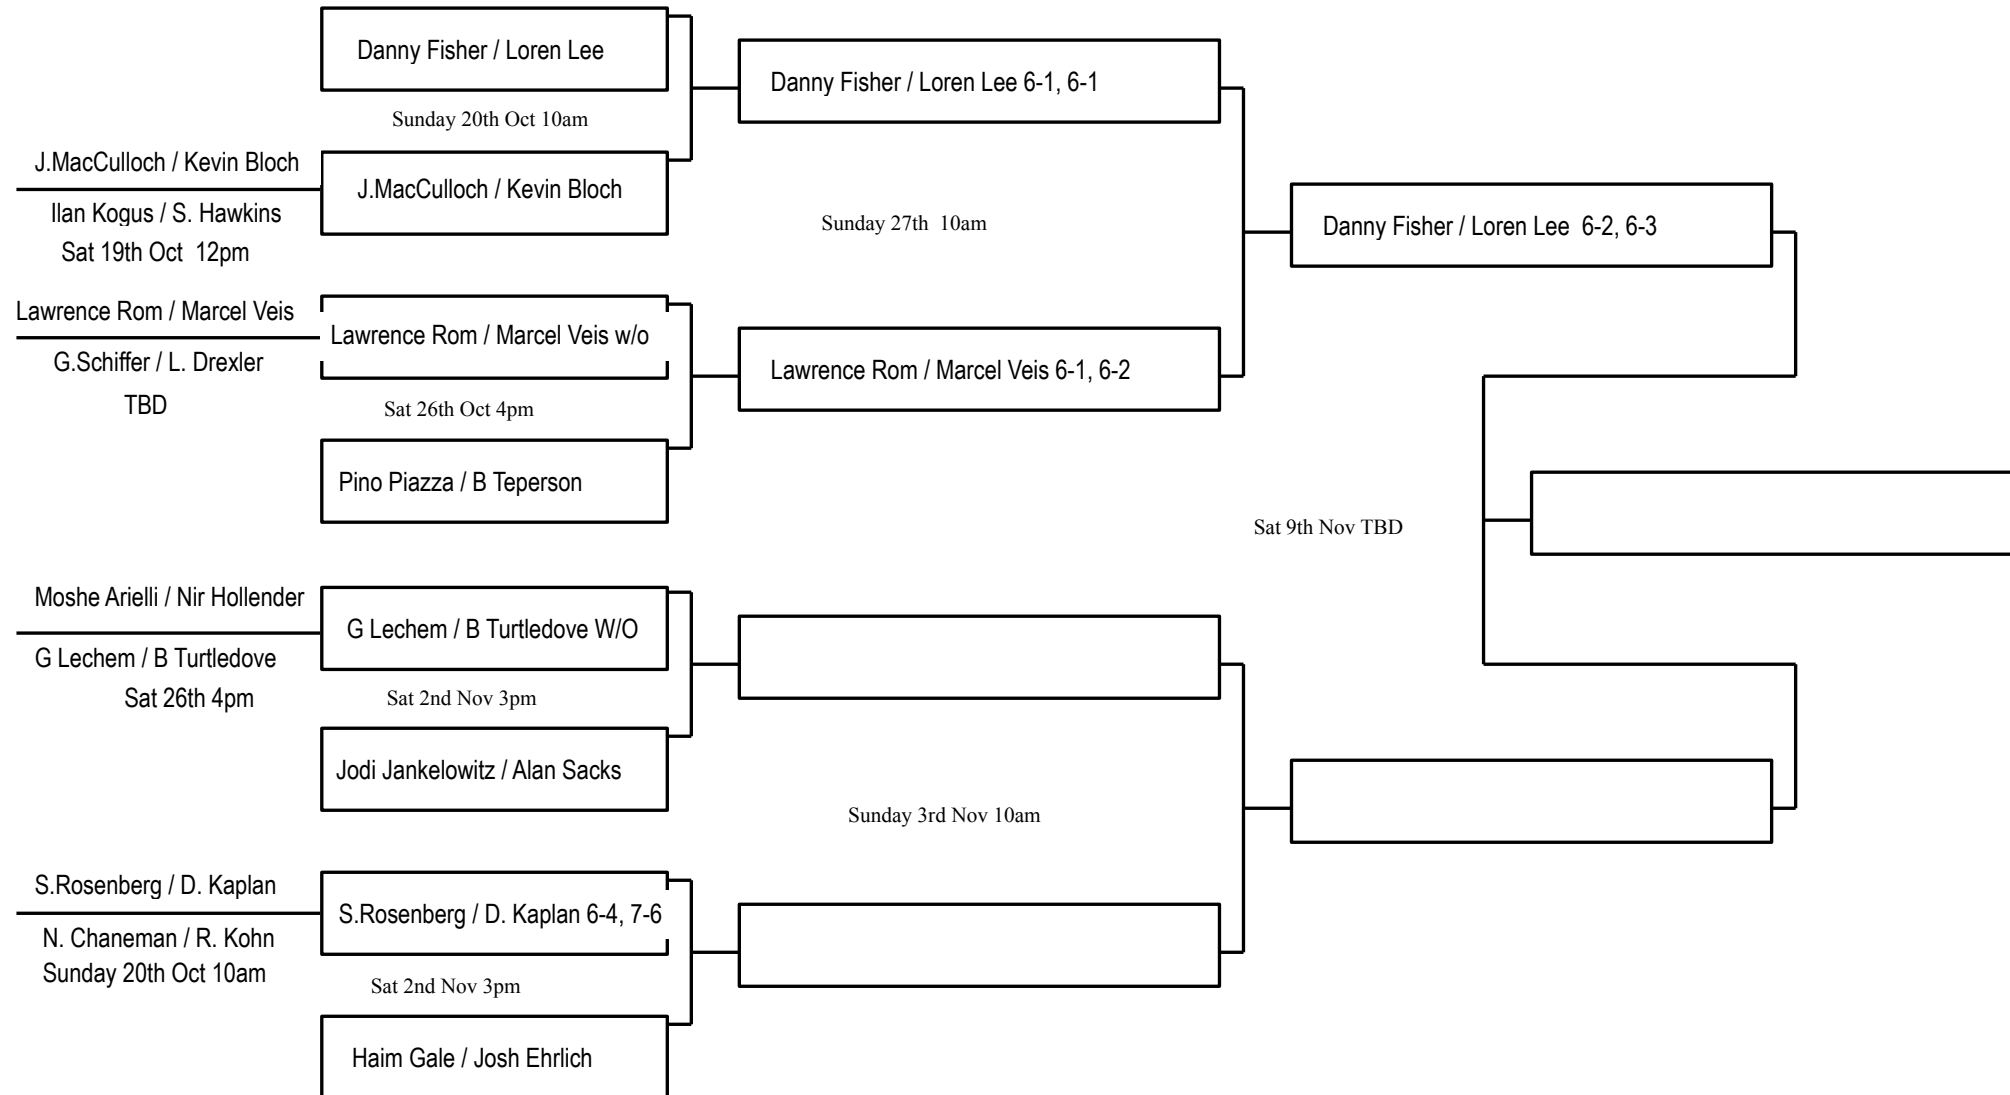 Danny Fisher / Loren Lee
Sunday 20th Oct 10am
J.MacCulloch / Kevin Bloch
Ilan Kogus / S. Hawkins
Sat 19th Oct 12pm
J.MacCulloch / Kevin Bloch
Lawrence Rom / Marcel Veis
G.Schiffer / L. Drexler
TBD
Lawrence Rom / Marcel Veis w/o
Sat 26th Oct 4pm
Pino Piazza / B Teperson
Moshe Arielli / Nir Hollender
G Lechem / B Turtledove
Sat 26th 4pm
G Lechem / B Turtledove W/O
Sat 2nd Nov 3pm
Jodi Jankelowitz / Alan Sacks
S.Rosenberg / D. Kaplan
N. Chaneman / R. Kohn
Sunday 20th Oct 10am
S.Rosenberg / D. Kaplan 6-4, 7-6
Sat 2nd Nov 3pm
Haim Gale / Josh Ehrlich
Danny Fisher / Loren Lee 6-1, 6-1
Sunday 27th 10am
Lawrence Rom / Marcel Veis 6-1, 6-2
Sunday 3rd Nov 10am
Danny Fisher / Loren Lee 6-2, 6-3
Sat 9th Nov TBD